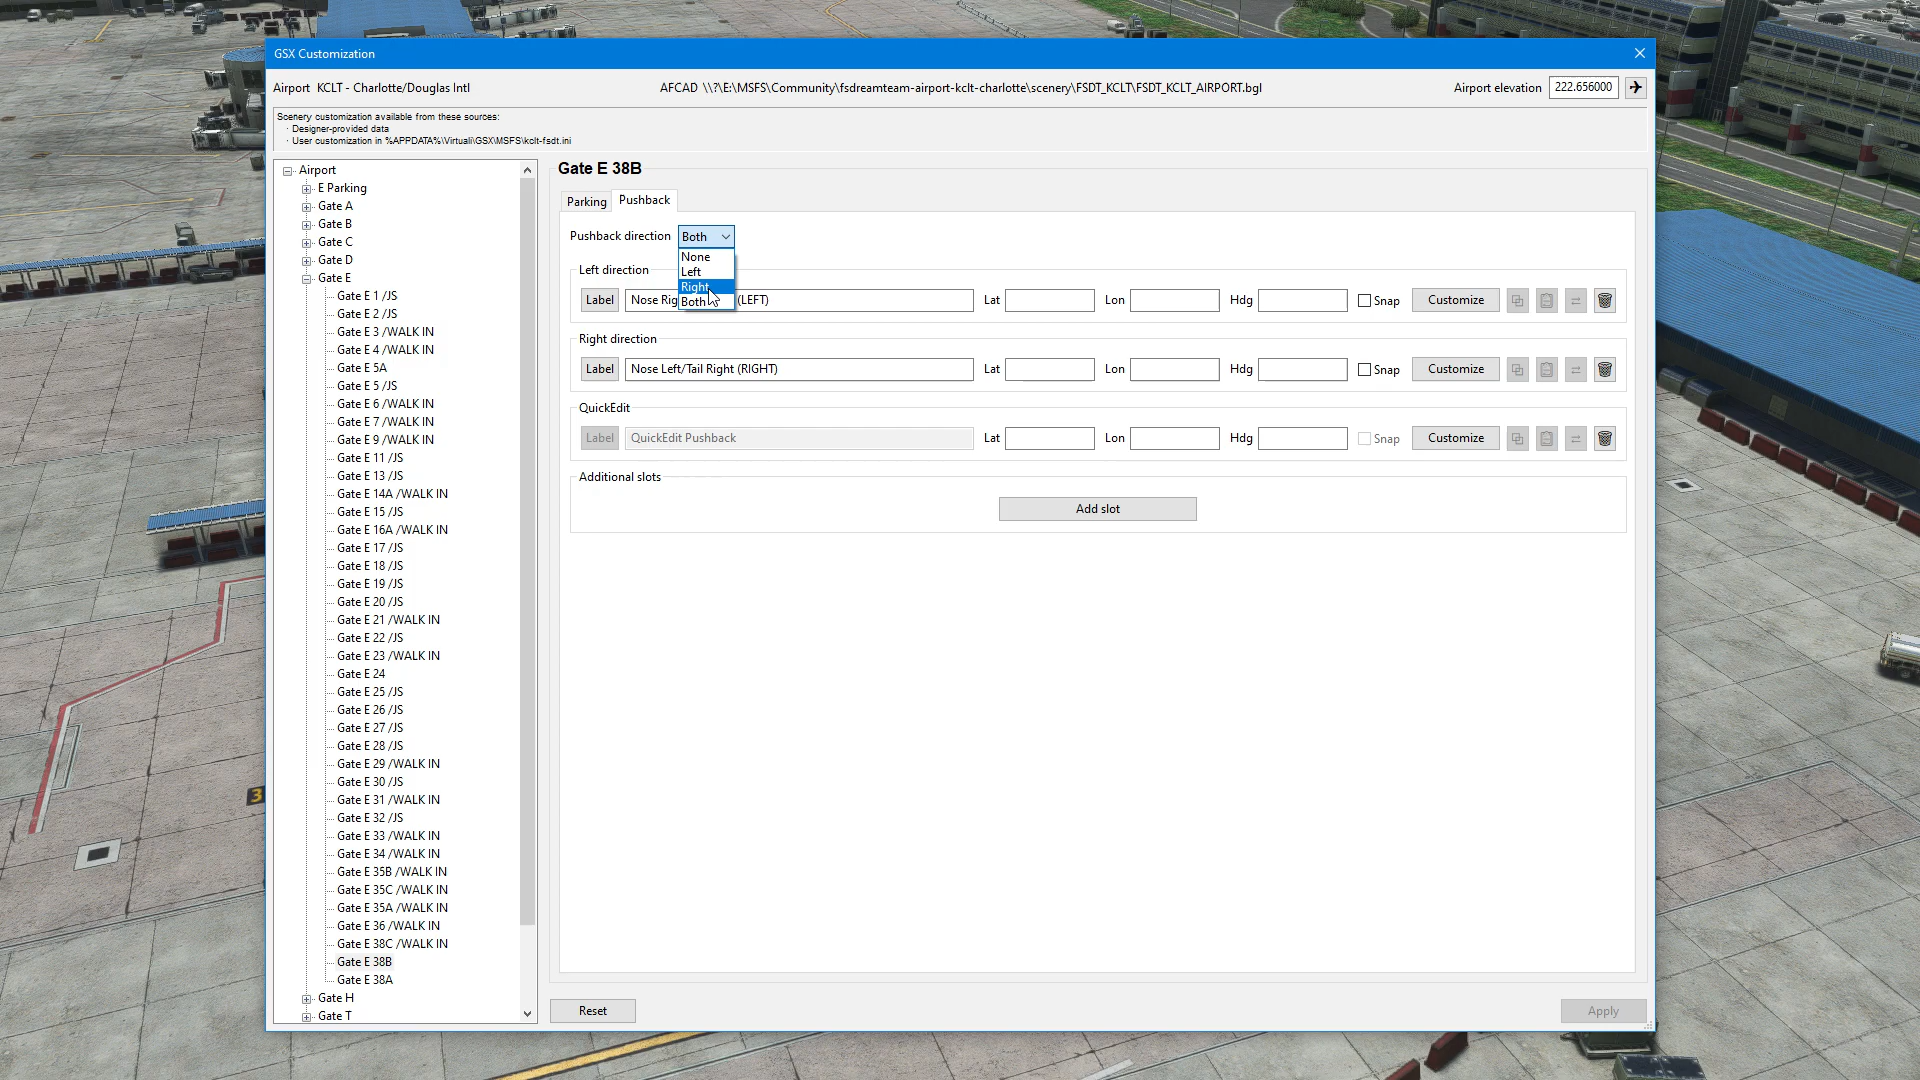 GSX Customization
Airport KCLT - Charlotte/Douglas Intl
AFCAD \\?\E:\MSFS\Community\fsdreamteam-airport-kclt-charlotte\scenery\FSDT_KCLT\FSDT_KCLT_AIRPORT.bgl
Airport elevation 222.656000
Scenery customization available from these sources:
· Designer-provided data
· User customization in %APPDATA%\Virtuali\GSX\MSFS\kclt-fsdt.ini
Airport
E Parking
Gate A
Gate B
Gate C
Gate D
Gate E
Gate E 1 /JS
Gate E 2 /JS
Gate E 3 /WALK IN
Gate E 4 /WALK IN
Gate E 5A
Gate E 5 /JS
Gate E 6 /WALK IN
Gate E 7 /WALK IN
Gate E 9 /WALK IN
Gate E 11 /JS
Gate E 13 /JS
Gate E 14A /WALK IN
Gate E 15 /JS
Gate E 16A /WALK IN
Gate E 17 /JS
Gate E 18 /JS
Gate E 19 /JS
Gate E 20 /JS
Gate E 21 /WALK IN
Gate E 22 /JS
Gate E 23 /WALK IN
Gate E 24
Gate E 25 /JS
Gate E 26 /JS
Gate E 27 /JS
Gate E 28 /JS
Gate E 29 /WALK IN
Gate E 30 /JS
Gate E 31 /WALK IN
Gate E 32 /JS
Gate E 33 /WALK IN
Gate E 34 /WALK IN
Gate E 35B /WALK IN
Gate E 35C /WALK IN
Gate E 35A /WALK IN
Gate E 36 /WALK IN
Gate E 38C /WALK IN
Gate E 38B
Gate E 38A
Gate H
Gate T
Gate E 38B
Parking Pushback
Pushback direction Both
None
Left
Right
Both
Left direction
Label Nose Rig (LEFT) Lat Lon Hdg Snap Customize
Right direction
Label Nose Left/Tail Right (RIGHT) Lat Lon Hdg Snap Customize
QuickEdit
Label QuickEdit Pushback Lat Lon Hdg Snap Customize
Additional slots
Add slot
Reset
Apply
3